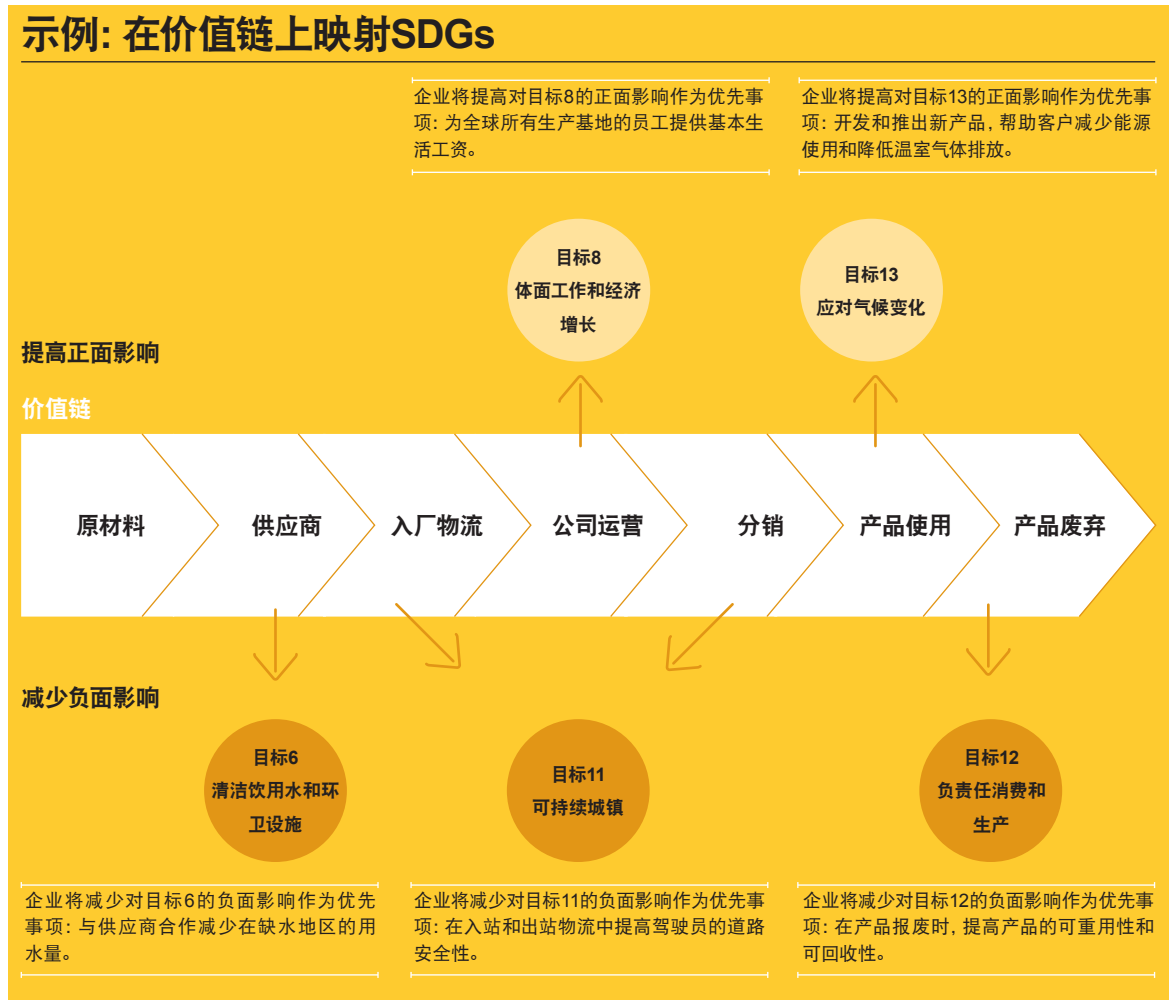 示例: 在价值链上映射SDGs
企业将提高对目标8的正面影响作为优先事
项: 为全球所有生产基地的员工提供基本生
活工资。
企业将提高对目标13的正面影响作为优先事
项: 开发和推出新产品, 帮助客户减少能源
使用和降低温室气体排放。
目标8
体面工作和经济
增长
目标13
应对气候变化
提高正面影响
价值链
原材料
供应商
入厂物流
公司运营
分销
产品使用
产品废弃
减少负面影响
目标6
清洁饮用水和环
卫设施
目标11
可持续城镇
目标12
负责任消费和
生产
企业将减少对目标6的负面影响作为优先
事项: 与供应商合作减少在缺水地区的用
水量。
企业将减少对目标11的负面影响作为优先事
项: 在入站和出站物流中提高驾驶员的道路
安全性。
企业将减少对目标12的负面影响作为优先事
项: 在产品报废时, 提高产品的可重用性和
可回收性。